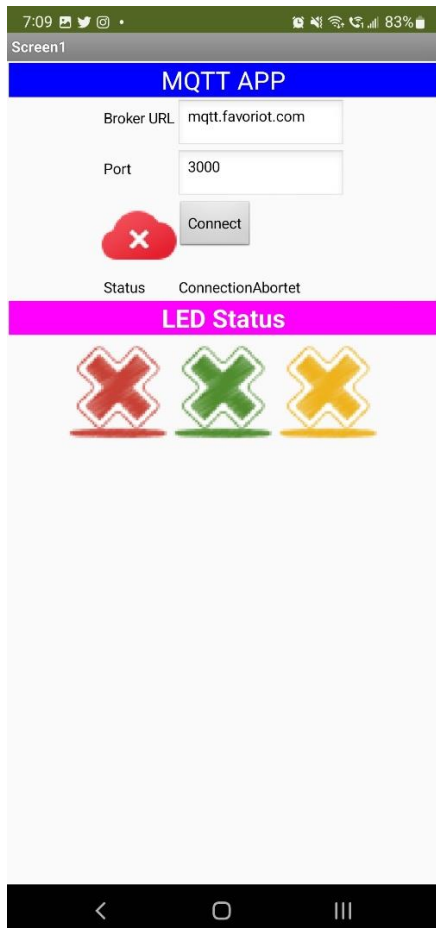 7:09 83%
Screen1
MQTT APP
Broker URL mqtt.favoriot.com
Port 3000
Connect
Status ConnectionAbortet
LED Status